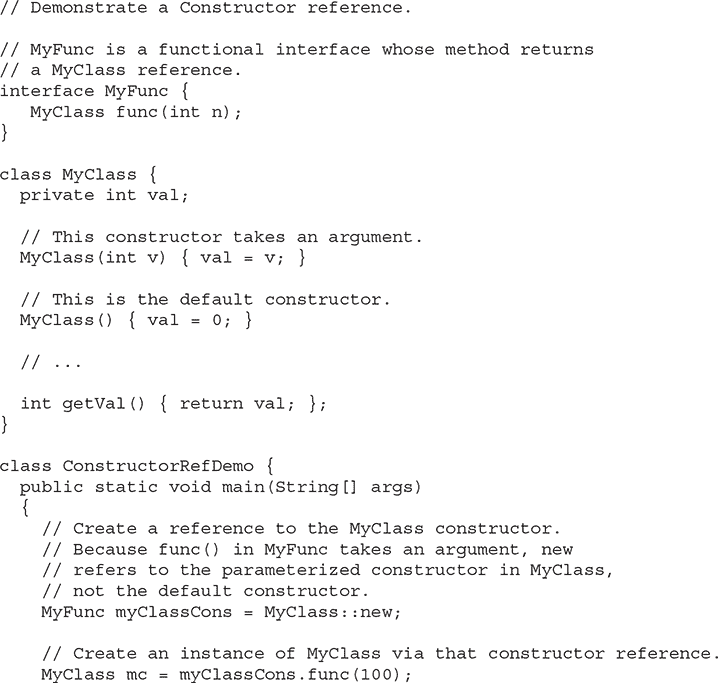 // Demonstrate a Constructor reference.

// MyFunc is a functional interface whose method returns
// a MyClass reference.
interface MyFunc {
   MyClass func(int n);
}

class MyClass {
  private int val;

  // This constructor takes an argument.
  MyClass(int v) { val = v; }

  // This is the default constructor.
  MyClass() { val = 0; }

  // ...

  int getVal() { return val; };
}

class ConstructorRefDemo {
  public static void main(String[] args)
  {
    // Create a reference to the MyClass constructor.
    // Because func() in MyFunc takes an argument, new
    // refers to the parameterized constructor in MyClass,
    // not the default constructor.
    MyFunc myClassCons = MyClass::new;

    // Create an instance of MyClass via that constructor reference.
    MyClass mc = myClassCons.func(100);